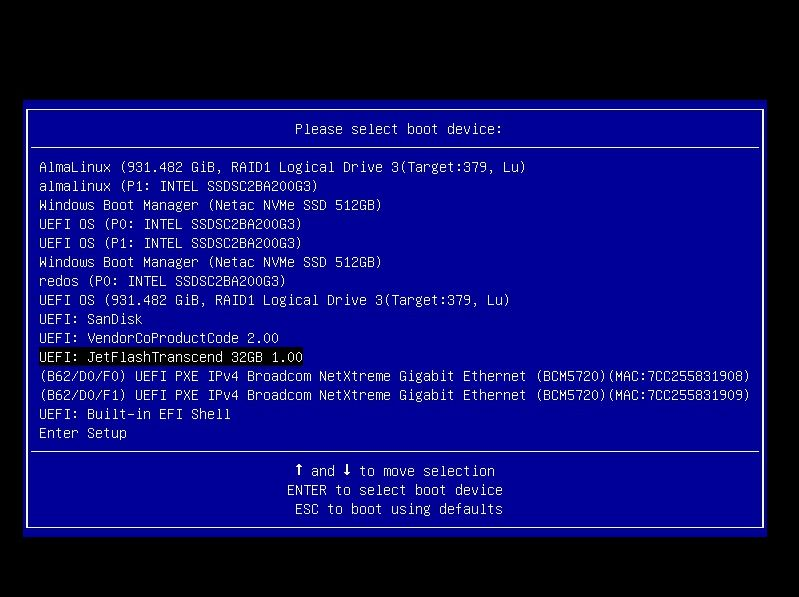 Please select boot device:
AlmaLinux (931.482 GiB, RAID1 Logical Drive 3(Target:379, Lu)
almalinux (P1: INTEL SSDSC2BA200G3)
Windows Boot Manager (Netac NVMe SSD 512GB)
UEFI OS (P0: INTEL SSDSC2BA200G3)
UEFI OS (P1: INTEL SSDSC2BA200G3)
Windows Boot Manager (Netac NVMe SSD 512GB)
redos (P0: INTEL SSDSC2BA200G3)
UEFI OS (931.482 GiB, RAID1 Logical Drive 3(Target:379, Lu)
UEFI: SanDisk
UEFI: VendorCoProductCode 2.00
UEFI: JetFlashTranscend 32GB 1.00
(B62/D0/F0) UEFI PXE IPv4 Broadcom NetXtreme Gigabit Ethernet (BCM5720)(MAC:7CC255831908)
(B62/D0/F1) UEFI PXE IPv4 Broadcom NetXtreme Gigabit Ethernet (BCM5720)(MAC:7CC255831909)
UEFI: Built-in EFI Shell
Enter Setup
↑ and ↓ to move selection
ENTER to select boot device
ESC to boot using defaults